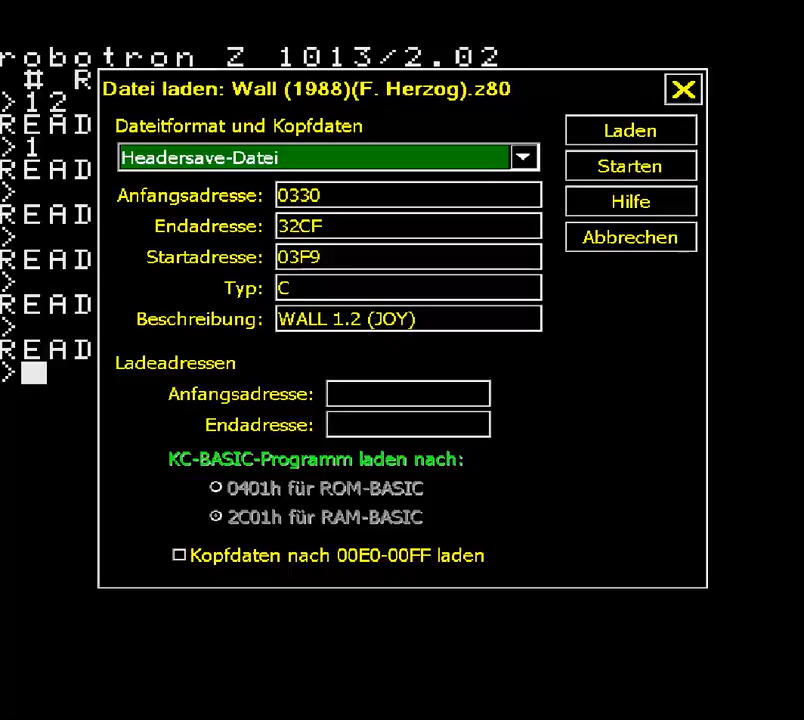 robotron Z 1013/2.02
# R
>12
READ
>1
READ
>
READ
>
READ
>
READ
>
READ
>
Datei laden: Wall (1988)(F. Herzog).z80
Dateitformat und Kopfdaten
Headersave-Datei
Anfangsadresse: 0330
Endadresse: 32CF
Startadresse: 03F9
Typ: C
Beschreibung: WALL 1.2 (JOY)
Ladeadressen
Anfangsadresse:
Endadresse:
KC-BASIC-Programm laden nach:
0401h für ROM-BASIC
2C01h für RAM-BASIC
Kopfdaten nach 00E0-00FF laden
Laden
Starten
Hilfe
Abbrechen